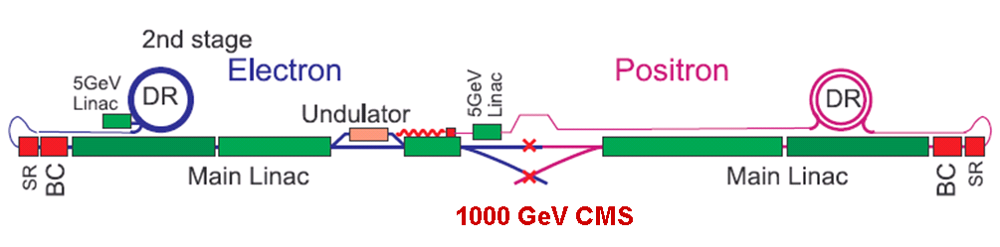 2nd stage
Electron
Positron
5GeV
Linac
DR
Undulator
5GeV
Linac
DR
SR
BC
Main Linac
Main Linac
BC
SR
1000 GeV CMS